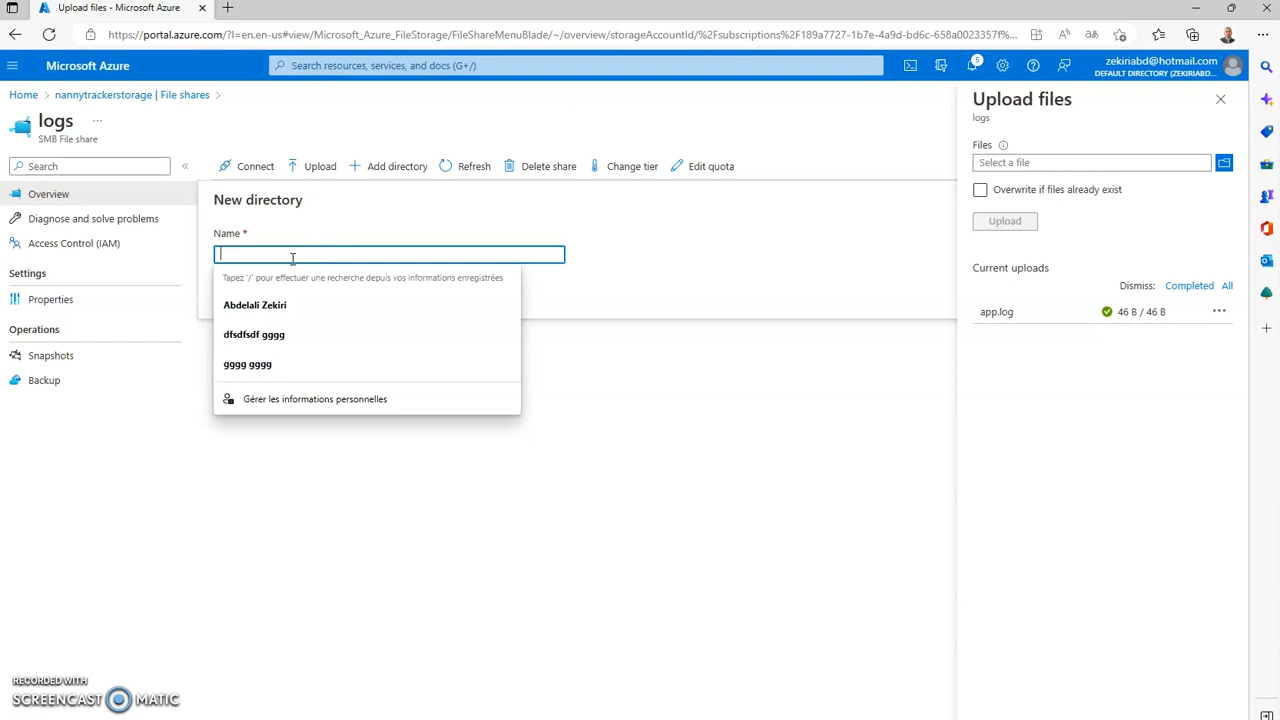 Upload files - Microsoft Azure
https://portal.azure.com/?l=en.en-us#view/Microsoft_Azure_FileStorage/FileShareMenuBlade/~/overview/storageAccountId/%2Fsubscriptions%2F189a7727-1b7e-4a9d-bd6c-658a0023357f%...
Microsoft Azure
Search resources, services, and docs (G+/)
5
zekiriabd@hotmail.com
DEFAULT DIRECTORY (ZEKIRIABD...
Home > nannytrackerstorage | File shares >
logs ...
SMB File share
Search
«
Connect
Upload
Add directory
Refresh
Delete share
Change tier
Edit quota
Overview
Diagnose and solve problems
Access Control (IAM)
Settings
Properties
Operations
Snapshots
Backup
New directory
Name *
Tapez '/' pour effectuer une recherche depuis vos informations enregistrées
Abdelali Zekiri
dfsdfsdf gggg
gggg gggg
Gérer les informations personnelles
Upload files
logs
Files
Select a file
Overwrite if files already exist
Upload
Current uploads
Dismiss: Completed All
app.log 46 B / 46 B ...
RECORDED WITH
SCREENCAST MATIC